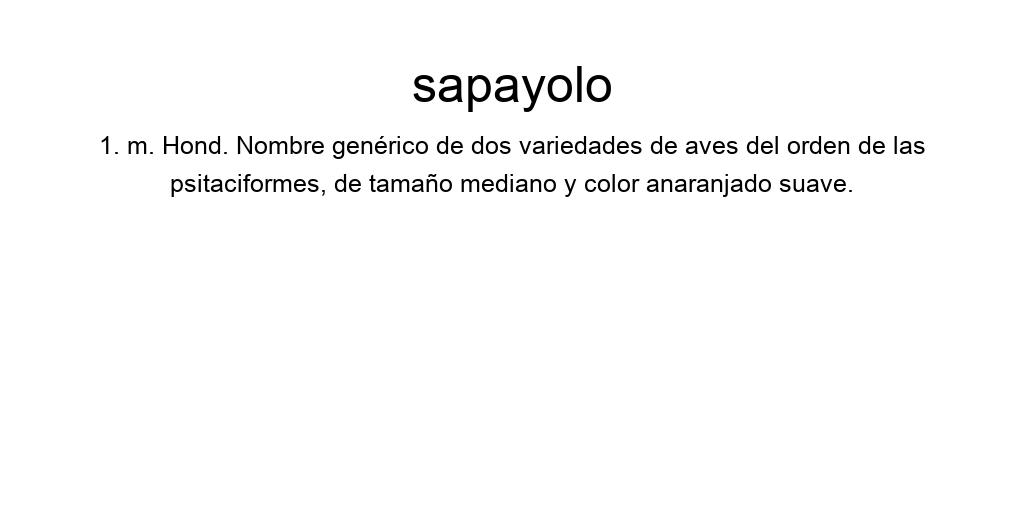 sapayolo
1. m. Hond. Nombre genérico de dos variedades de aves del orden de las
psitaciformes, de tamaño mediano y color anaranjado suave.